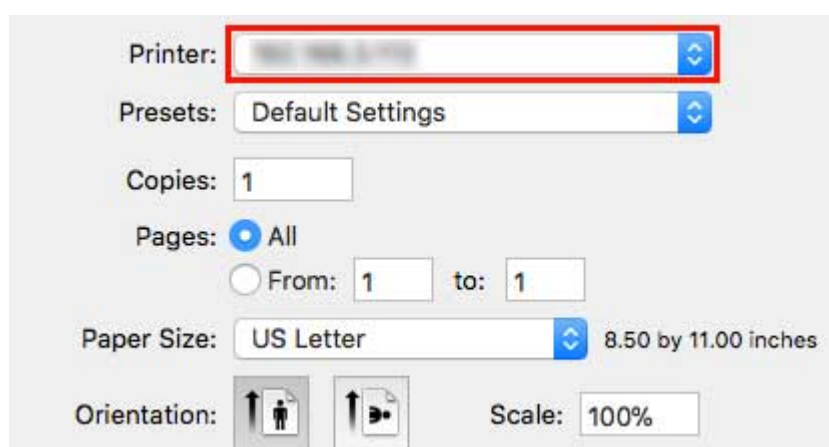 Printer:
Presets: Default Settings
Copies: 1
Pages: All
From: 1 to: 1
Paper Size: US Letter 8.50 by 11.00 inches
Orientation: Scale: 100%